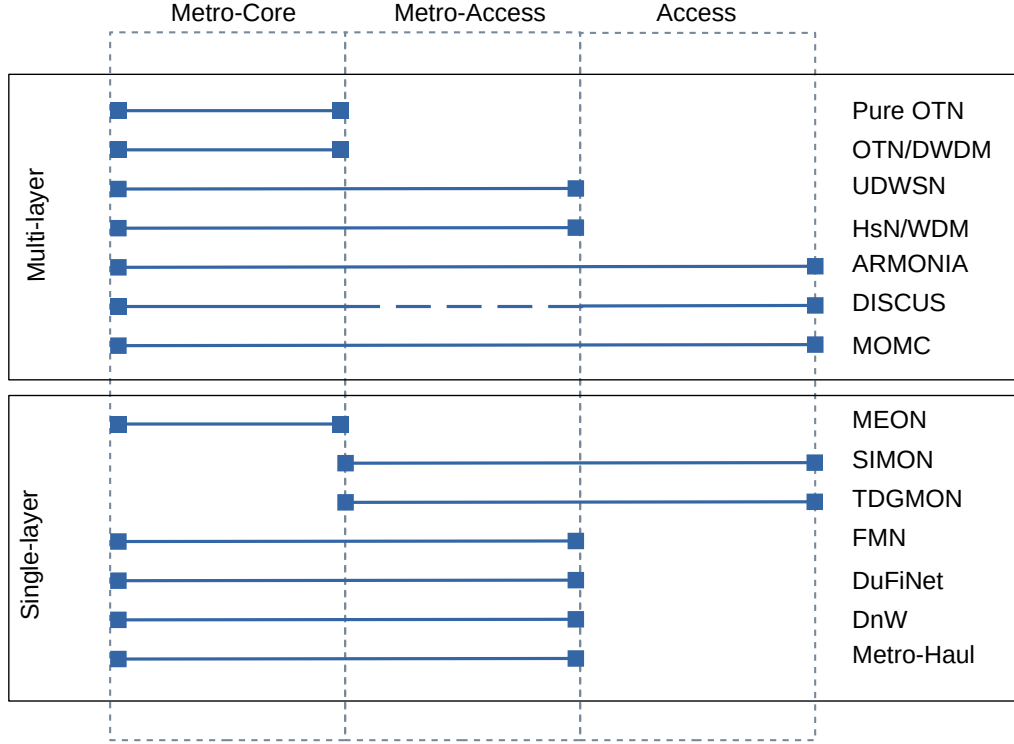 Metro-Core Metro-Access Access
Multi-layer
Pure OTN
OTN/DWDM
UDWSN
HsN/WDM
ARMONIA
DISCUS
MOMC
Single-layer
MEON
SIMON
TDGMON
FMN
DuFiNet
DnW
Metro-Haul